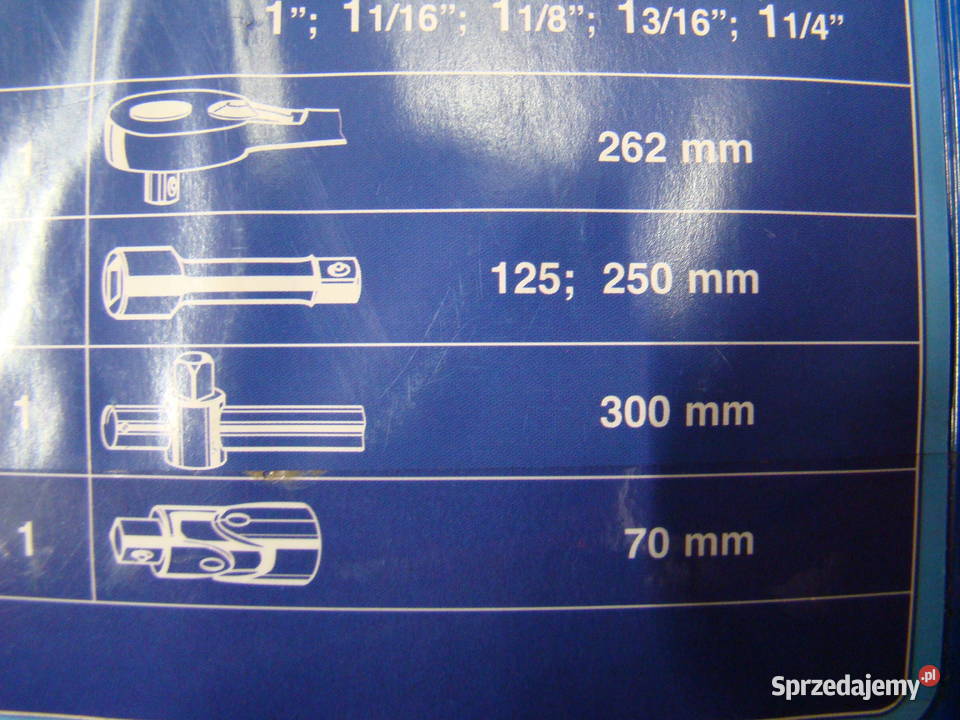 1”; 11/16”; 11/8”; 13/16”; 11/4”
1 262 mm
125; 250 mm
1 300 mm
1 70 mm
Sprzedajemy.pl